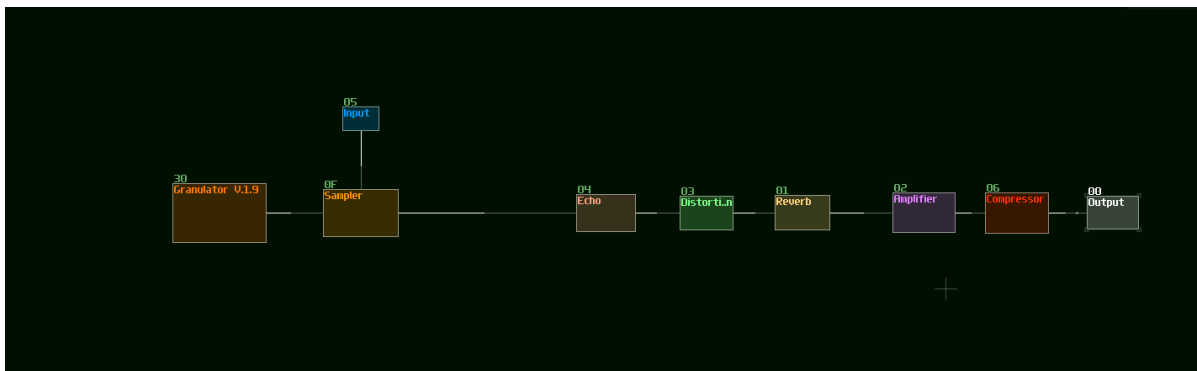 05
Input
30
Granulator V.1.9
0F
Sampler
04
Echo
03
Distorti..n
01
Reverb
02
Amplifier
06
Compressor
00
Output